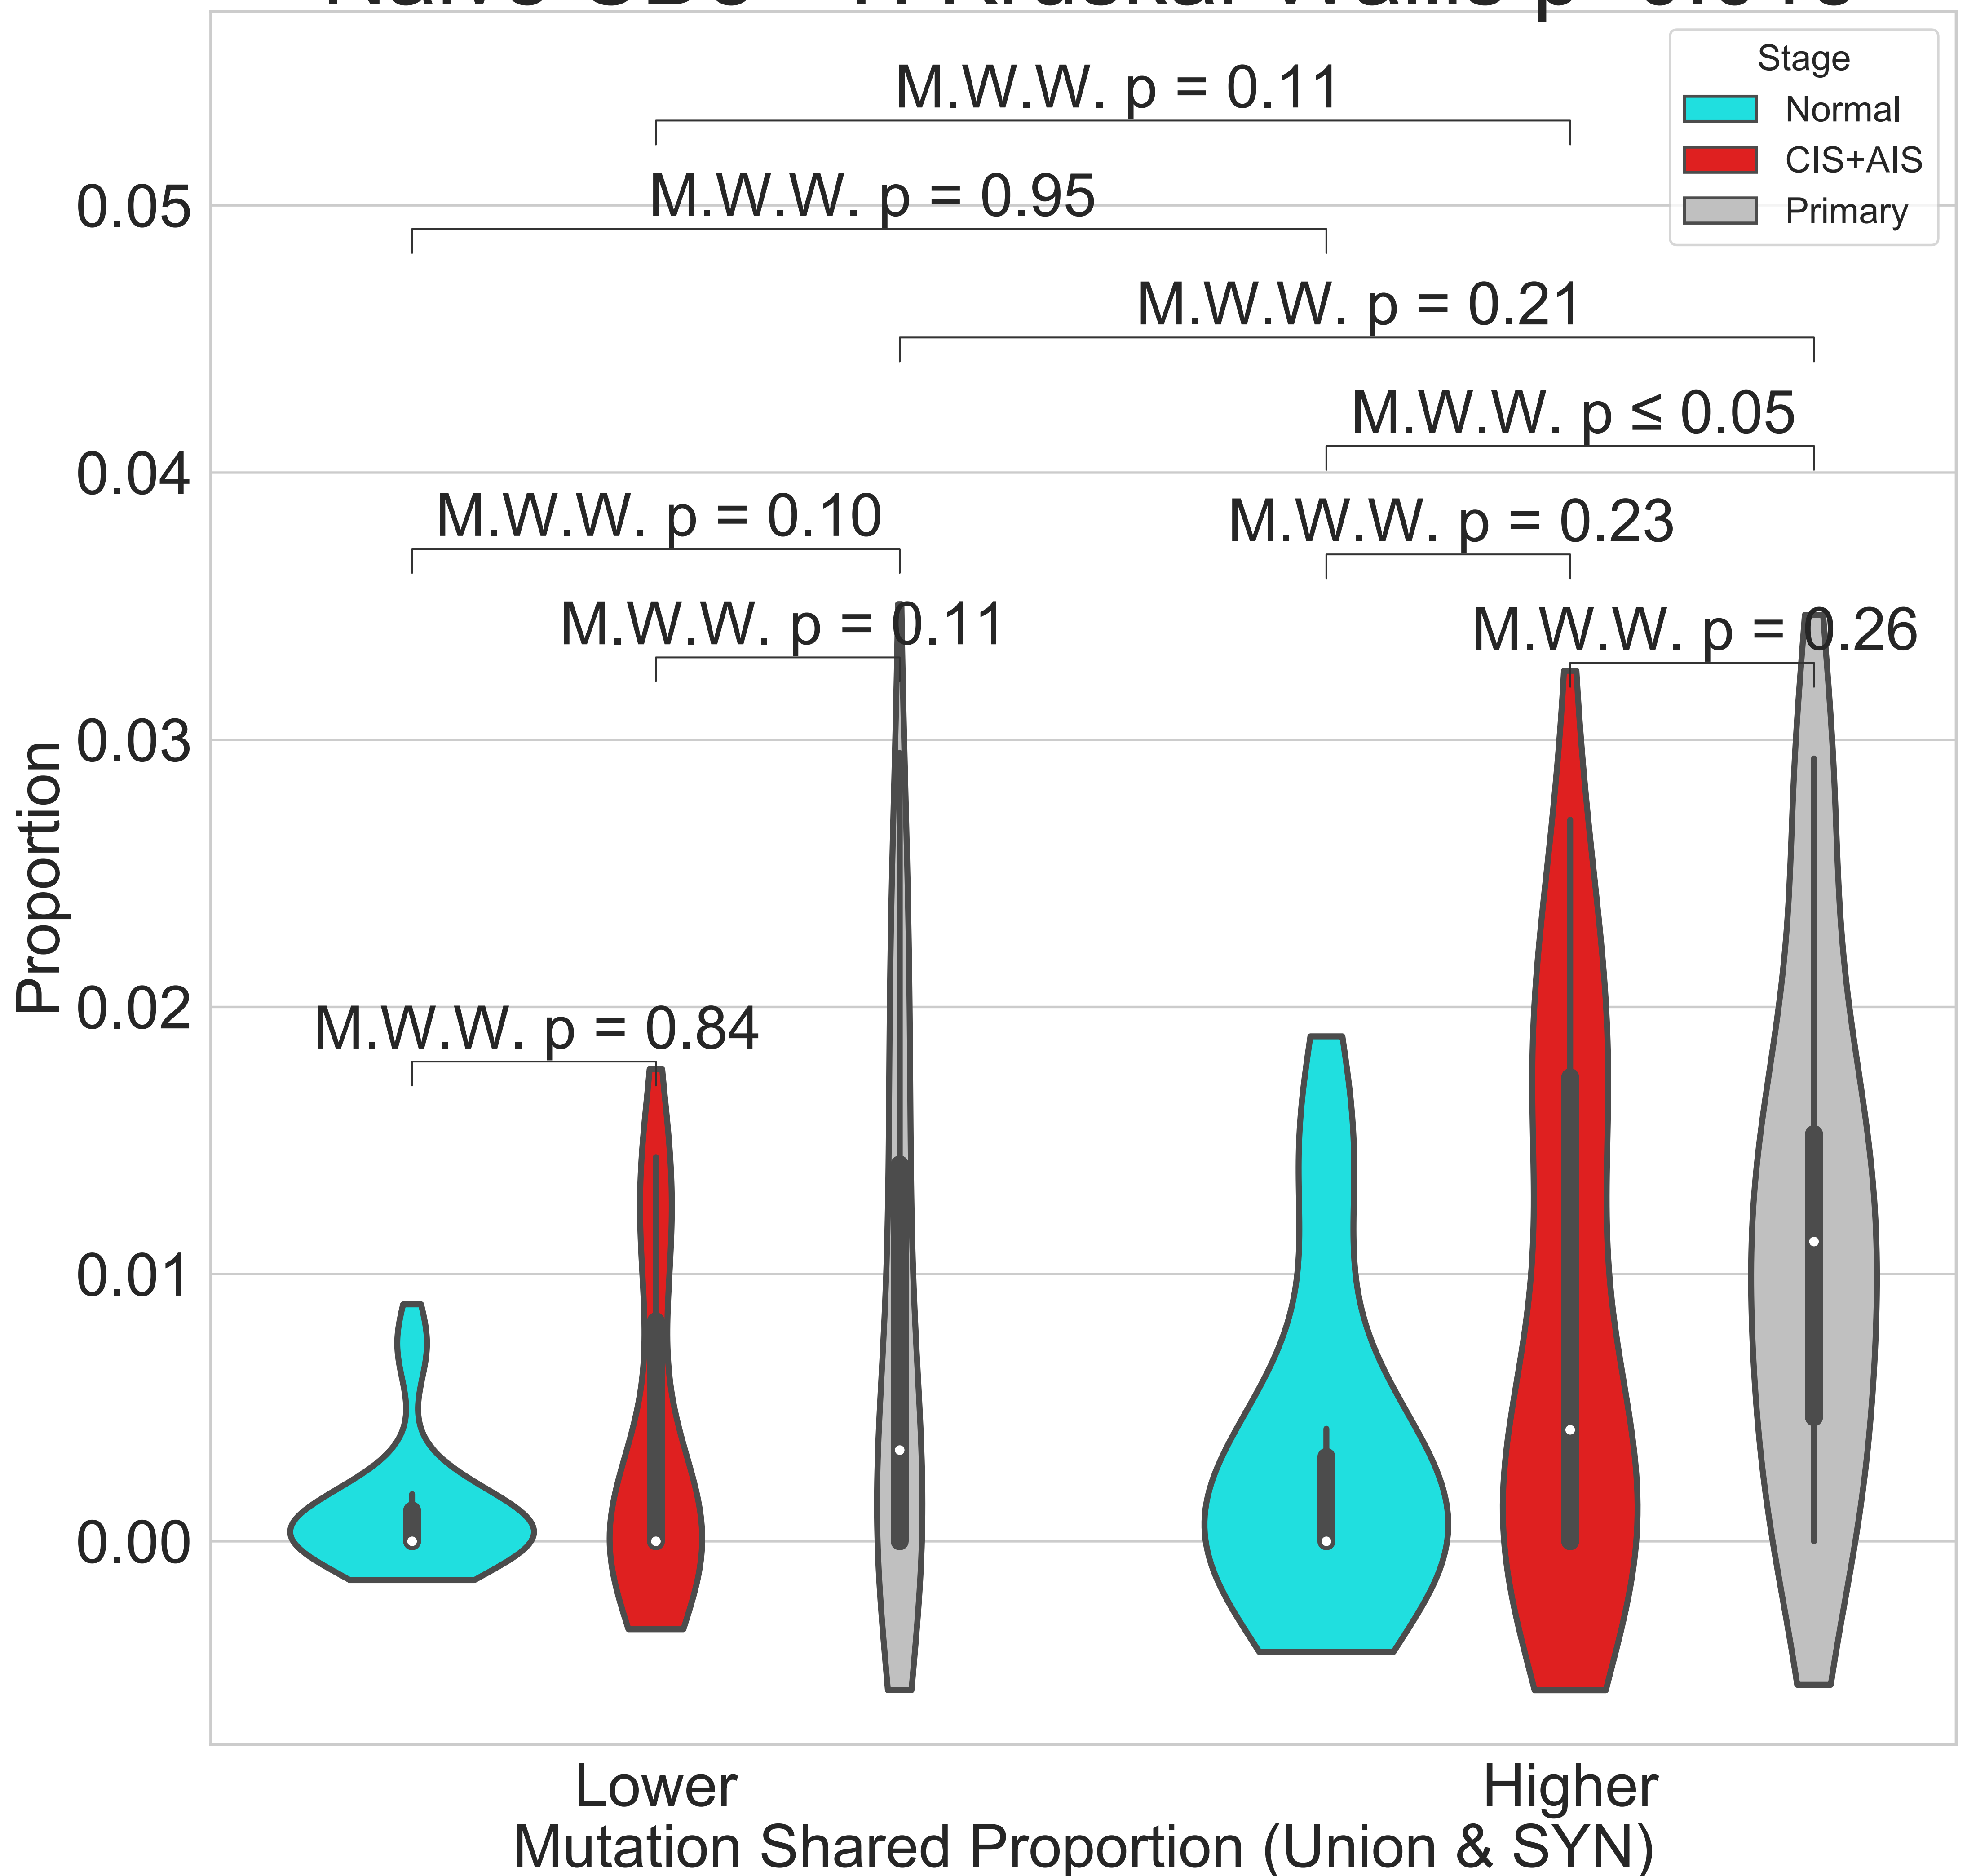 Stage
Normal
CIS+AIS
Primary
M.W.W. p = 0.11
M.W.W. p = 0.95
M.W.W. p = 0.21
M.W.W. p ≤ 0.05
M.W.W. p = 0.10
M.W.W. p = 0.23
M.W.W. p = 0.11
M.W.W. p = 0.26
M.W.W. p = 0.84
0.05
0.04
0.03
0.02
0.01
0.00
Proportion
Lower
Higher
Mutation Shared Proportion (Union & SYN)